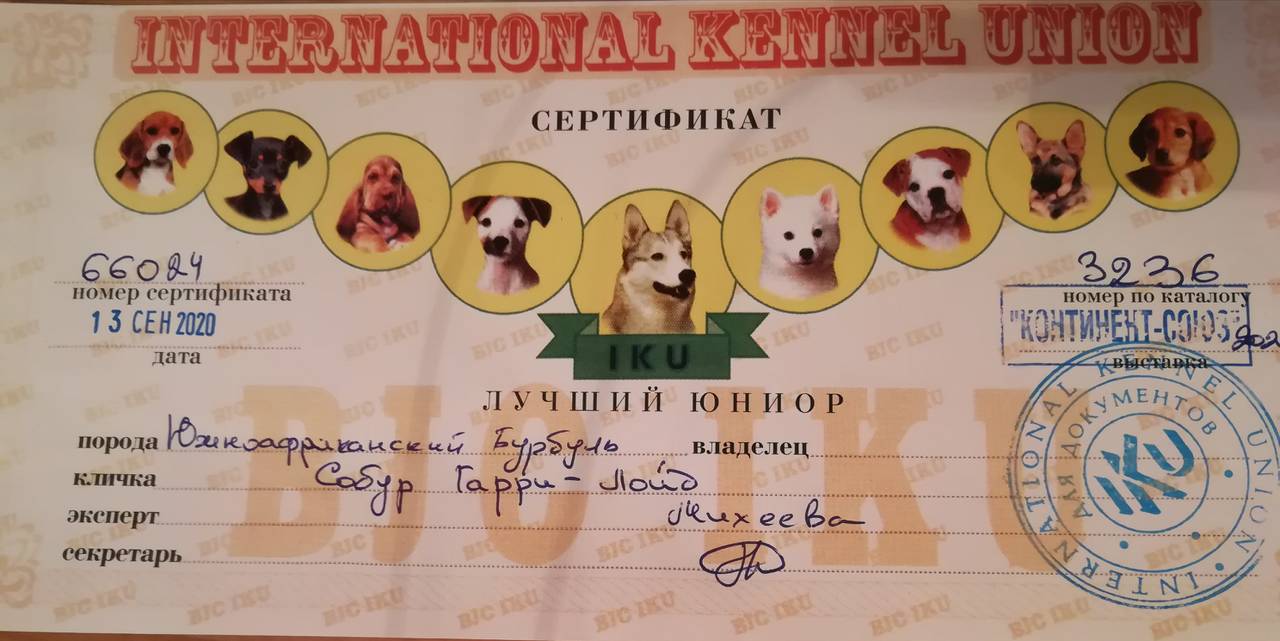 INTERNATIONAL KENNEL UNION
СЕРТИФИКАТ
66024
номер сертификата
13 СЕН 2020
дата
3236
номер по каталогу
"КОНТИНЕНТ-СОЮЗ"
выставка
IKU
ЛУЧШИЙ ЮНИОР
порода Южноафриканский Бурбуль владелец
кличка Собур Гарри-Лойд
эксперт Михеева
секретарь
BJC IKU
INTERNATIONAL KENNEL UNION
ДЛЯ ДОКУМЕНТОВ
IKU